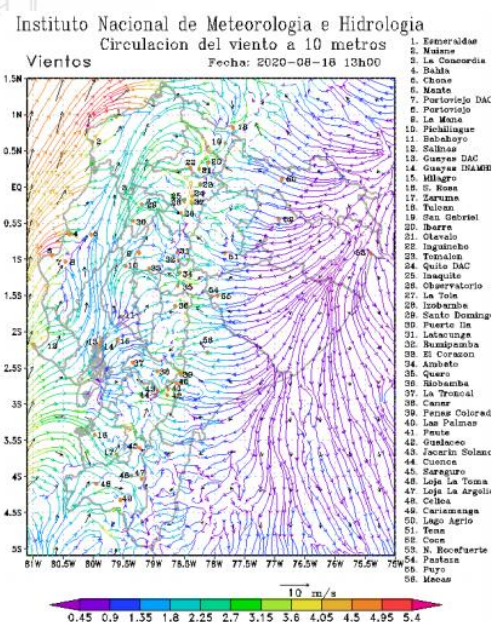 Instituto Nacional de Meteorologia e Hidrologia
Circulacion del viento a 10 metros
Vientos
Fecha: 2020-08-18 13h00
1. Esmeraldas
2. Muisne
3. La Concordia
4. Bahia
5. Chone
6. Manta
7. Portoviejo DAC
8. Portoviejo
9. La Mana
10. Pichilingue
11. Babahoyo
12. Salinas
13. Guayas DAC
14. Guayas INAMHI
15. Milagro
16. S. Rosa
17. Zaruma
18. Tulcan
19. San Gabriel
20. Ibarra
21. Otavalo
22. Inguincho
23. Tomalon
24. Quito DAC
25. Inaquito
26. Observatorio
27. La Tola
28. Izobamba
29. Santo Domingo
30. Puerto Ila
31. Latacunga
32. Rumipamba
33. El Corazon
34. Ambato
35. Quero
36. Riobamba
37. La Troncal
38. Canar
39. Penas Colorad
40. Las Palmas
41. Paute
42. Gualaceo
43. Jacarin Solano
44. Cuenca
45. Saraguro
46. Loja La Toma
47. Loja La Argelia
48. Celica
49. Cariamanga
50. Lago Agrio
51. Tena
52. Coca
53. N. Rocafuerte
54. Pastaza
55. Puyo
56. Macas
1.5N
1N
0.5N
EQ
0.5S
1S
1.5S
2.5S
3S
3.5S
4S
4.5S
5S
81W 80.5W 80W 79.5W 79W 78.5W 78W 77.5W 77W 76.5W 76W 75.5W 75W
10 m/s
0.45 0.9 1.35 1.8 2.25 2.7 3.15 3.6 4.05 4.5 4.95 5.4